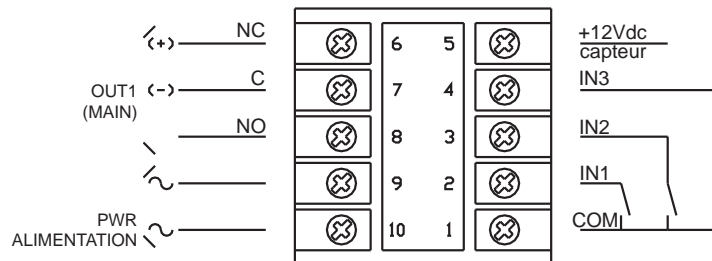 NC 6 5 +12Vdc
(+) capteur
OUT1 (-) C 7 4 IN3
(MAIN)
NO 8 3 IN2
9 2 IN1
PWR 10 1 COM
ALIMENTATION